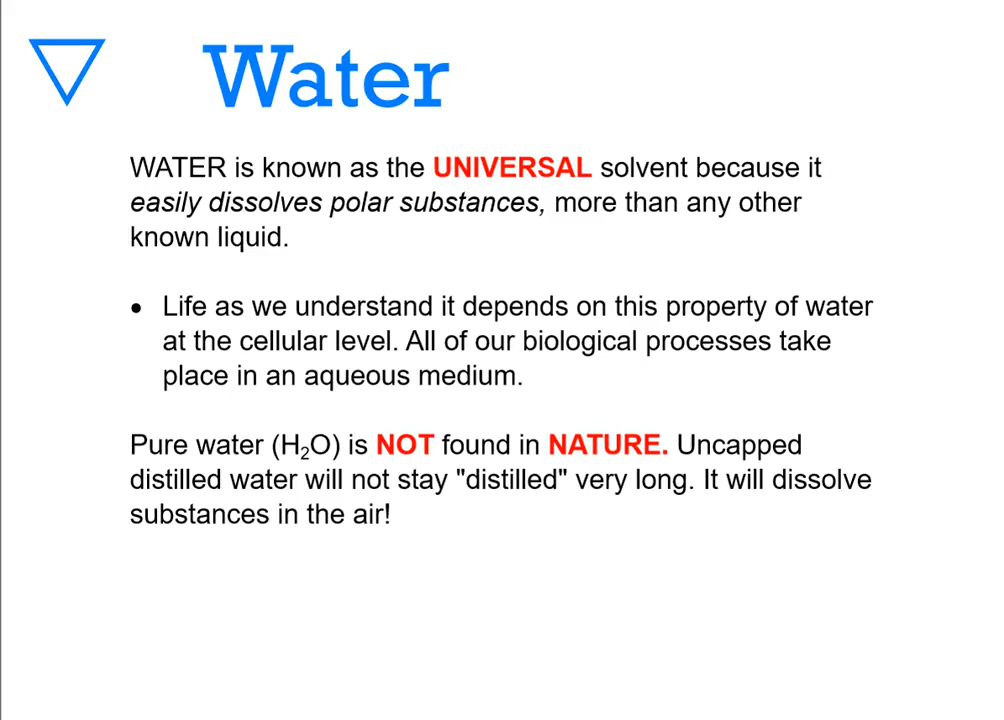 Water
WATER is known as the UNIVERSAL solvent because it
easily dissolves polar substances, more than any other
known liquid.
• Life as we understand it depends on this property of water
at the cellular level. All of our biological processes take
place in an aqueous medium.
Pure water (H₂O) is NOT found in NATURE. Uncapped
distilled water will not stay "distilled" very long. It will dissolve
substances in the air!